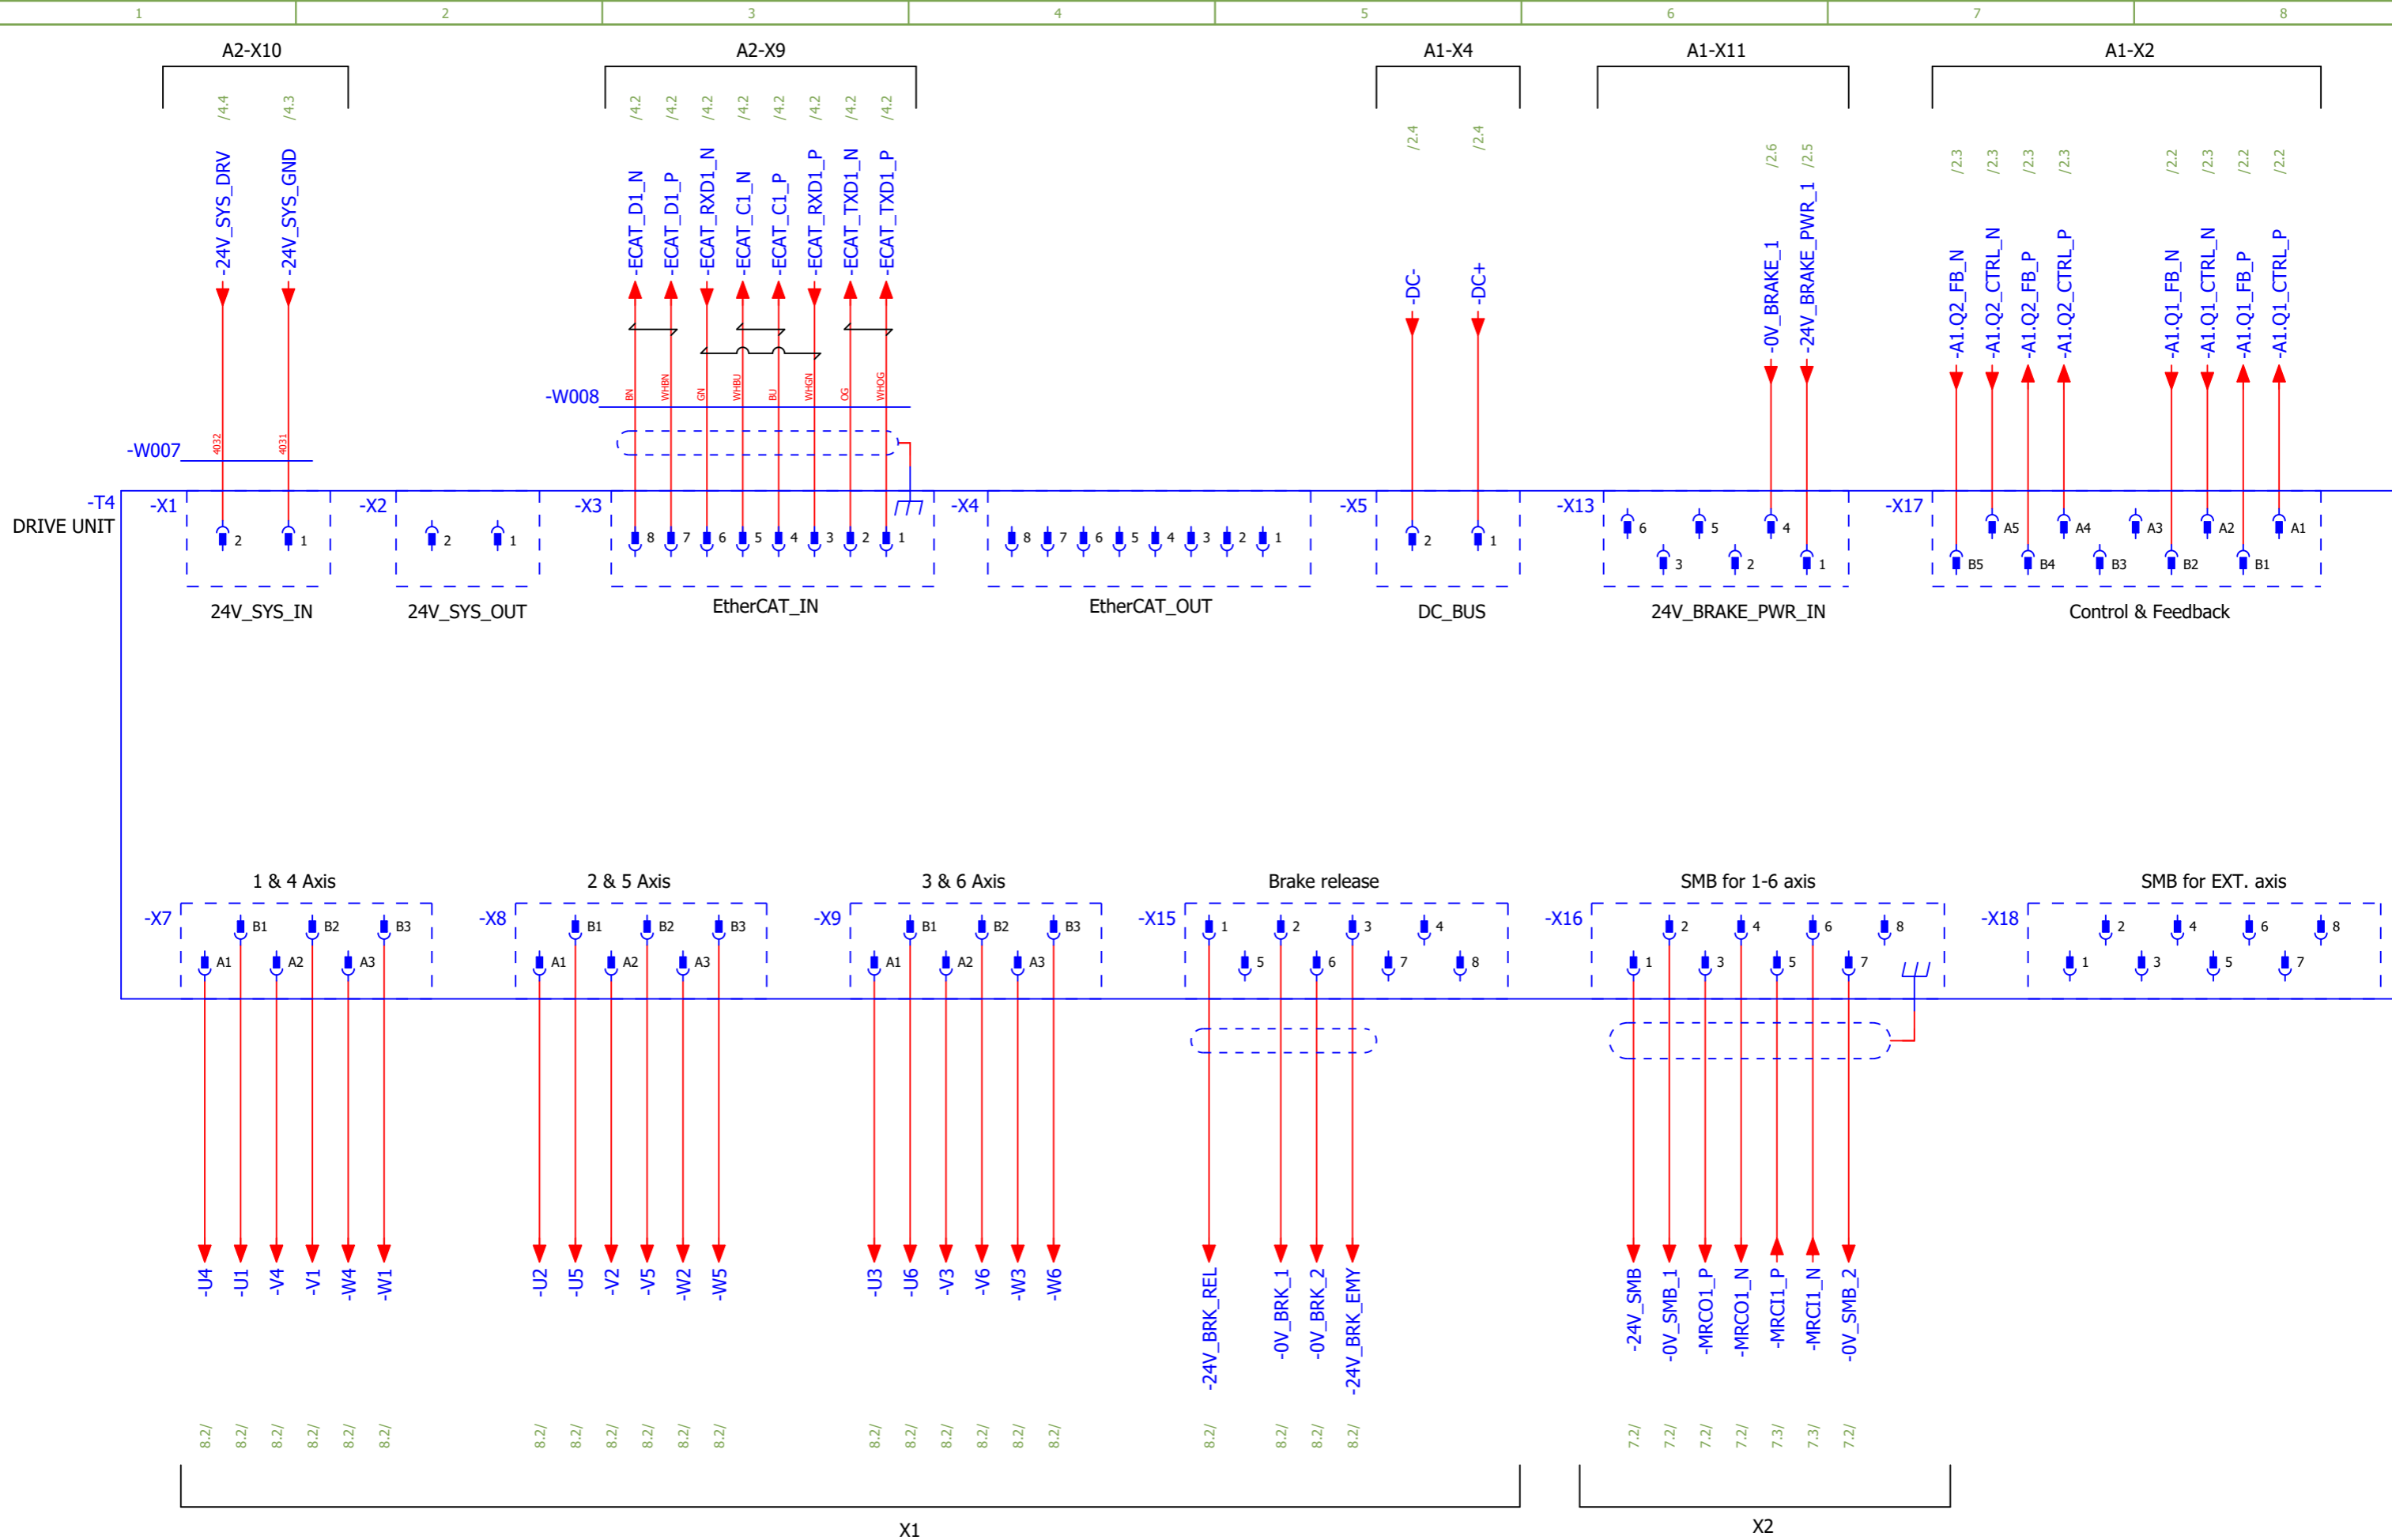 1 2 3 4 5 6 7 8
A2-X10 A2-X9 A1-X4 A1-X11 A1-X2
/4.4 /4.3 /4.2 /4.2 /4.2 /4.2 /4.2 /4.2 /4.2 /4.2 /2.4 /2.4 /2.6 /2.5 /2.3 /2.3 /2.3 /2.3 /2.2 /2.3 /2.2 /2.2
-24V_SYS_DRV
-24V_SYS_GND
-ECAT_D1_N
-ECAT_D1_P
-ECAT_RXD1_N
-ECAT_C1_N
-ECAT_C1_P
-ECAT_RXD1_P
-ECAT_TXD1_N
-ECAT_TXD1_P
-DC-
-DC+
-0V_BRAKE_1
-24V_BRAKE_PWR_1
-A1.Q2_FB_N
-A1.Q2_CTRL_N
-A1.Q2_FB_P
-A1.Q2_CTRL_P
-A1.Q1_FB_N
-A1.Q1_CTRL_N
-A1.Q1_FB_P
-A1.Q1_CTRL_P
-W008 BN WHBN GN WHBU BU WHGN OG WHOG
-W007 4032 4031
-T4
DRIVE UNIT
-X1 2 1
24V_SYS_IN
-X2 2 1
24V_SYS_OUT
-X3 8 7 6 5 4 3 2 1
EtherCAT_IN
-X4 8 7 6 5 4 3 2 1
EtherCAT_OUT
-X5 2 1
DC_BUS
-X13 6 5 4
3 2 1
24V_BRAKE_PWR_IN
-X17 A5 A4 A3 A2 A1
B5 B4 B3 B2 B1
Control & Feedback
1 & 4 Axis
-X7 B1 B2 B3
A1 A2 A3
2 & 5 Axis
-X8 B1 B2 B3
A1 A2 A3
3 & 6 Axis
-X9 B1 B2 B3
A1 A2 A3
Brake release
-X15 1 2 3 4
5 6 7 8
SMB for 1-6 axis
-X16 2 4 6 8
1 3 5 7
SMB for EXT. axis
-X18 2 4 6 8
1 3 5 7
-U4
-U1
-V4
-V1
-W4
-W1
-U2
-U5
-V2
-V5
-W2
-W5
-U3
-U6
-V3
-V6
-W3
-W6
-24V_BRK_REL
-0V_BRK_1
-0V_BRK_2
-24V_BRK_EMY
-24V_SMB
-0V_SMB_1
-MRCO1_P
-MRCO1_N
-MRCI1_P
-MRCI1_N
-0V_SMB_2
8.2/ 8.2/ 8.2/ 8.2/ 8.2/ 8.2/ 8.2/ 8.2/ 8.2/ 8.2/ 8.2/ 8.2/ 8.2/ 8.2/ 8.2/ 8.2/ 8.2/ 8.2/ 8.2/ 8.2/ 8.2/ 8.2/ 7.2/ 7.2/ 7.2/ 7.2/ 7.3/ 7.3/ 7.2/
X1 X2